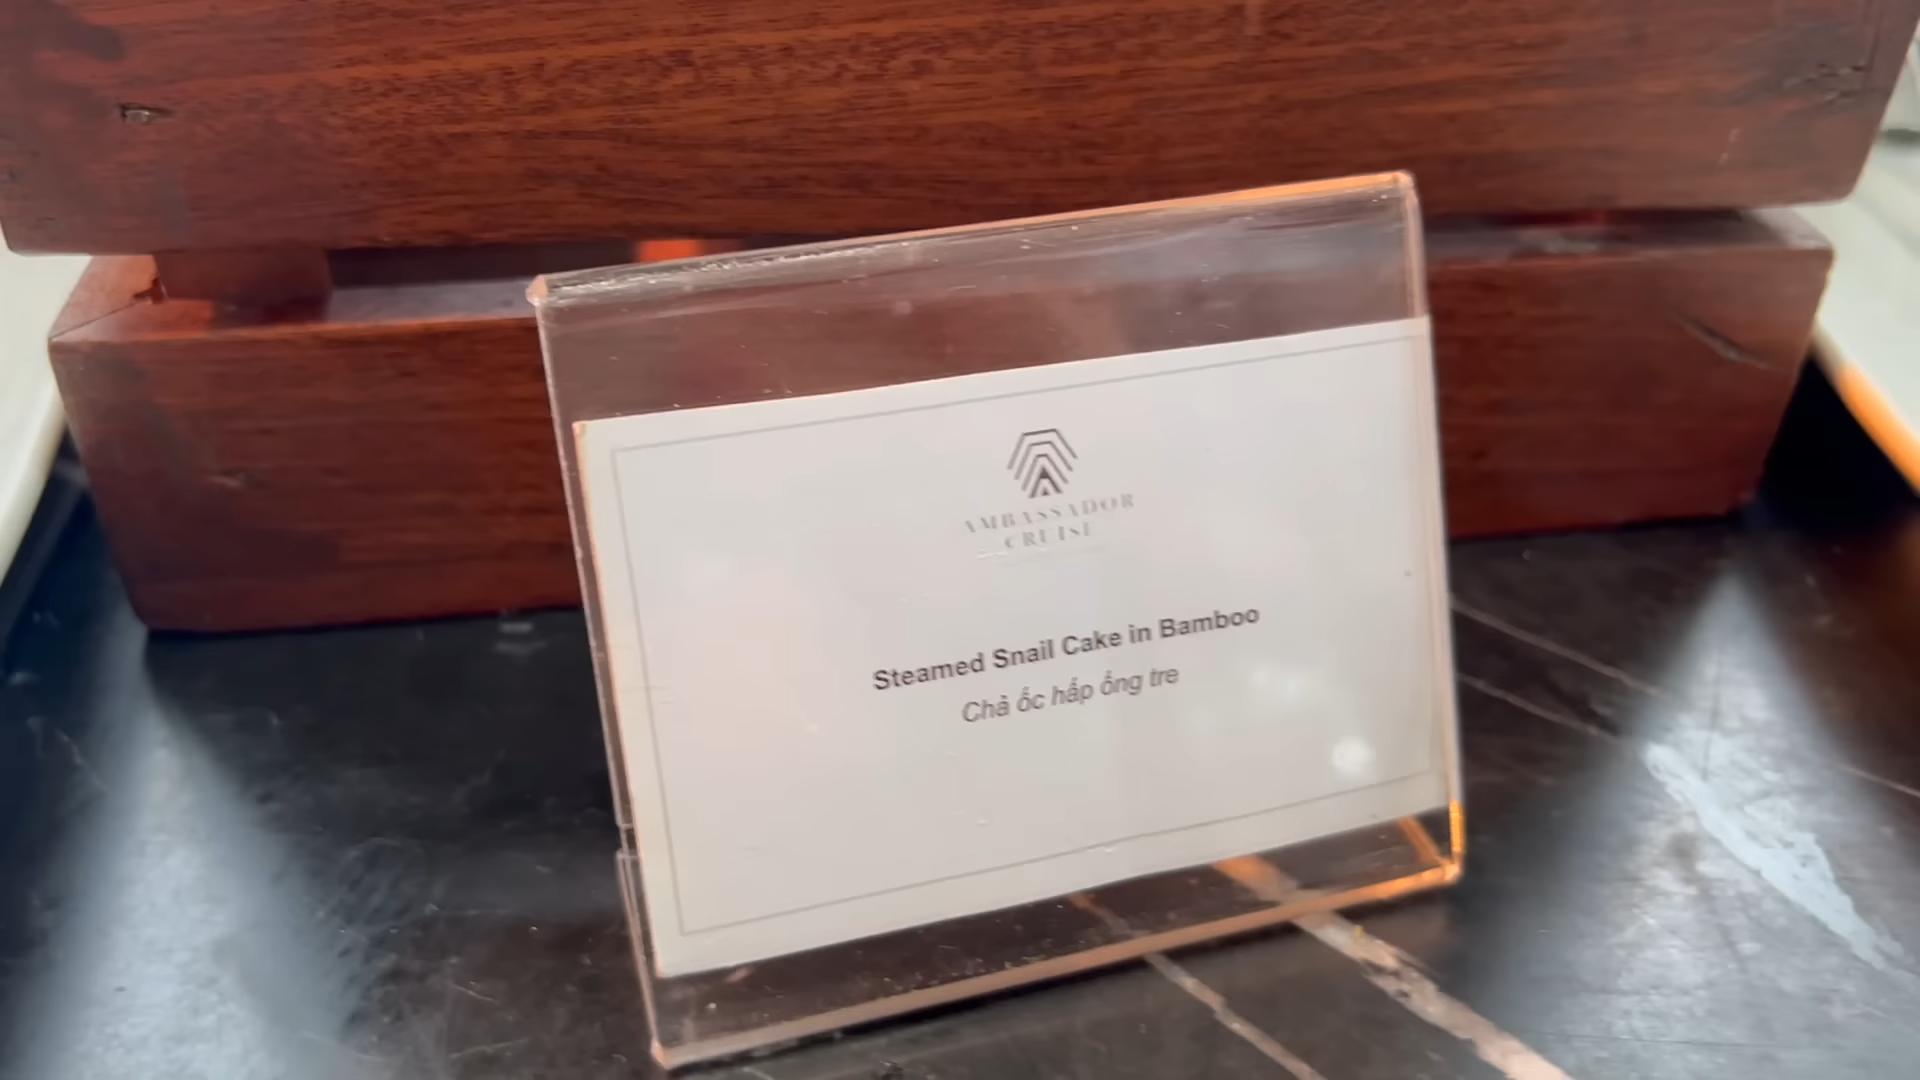 AMBASSADOR
CRUISE
Steamed Snail Cake in Bamboo
Chả ốc hấp ống tre